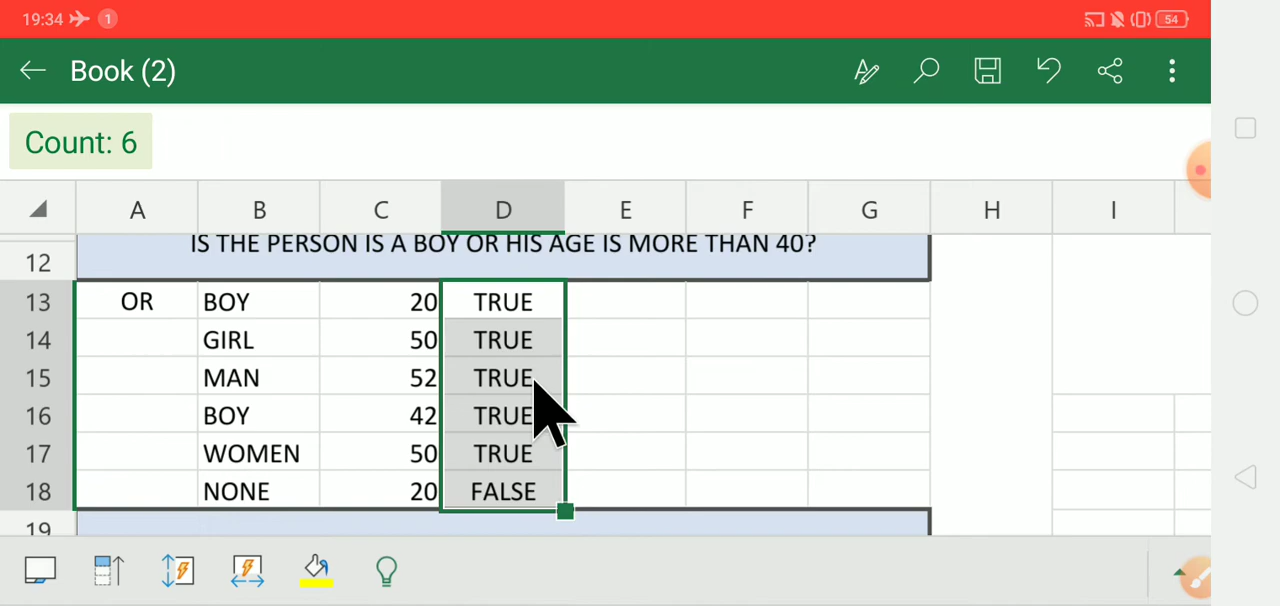 19:34 1 54
Book (2)
Count: 6
A B C D E F G H I
12 IS THE PERSON IS A BOY OR HIS AGE IS MORE THAN 40?
13 OR BOY 20 TRUE
14 GIRL 50 TRUE
15 MAN 52 TRUE
16 BOY 42 TRUE
17 WOMEN 50 TRUE
18 NONE 20 FALSE
19